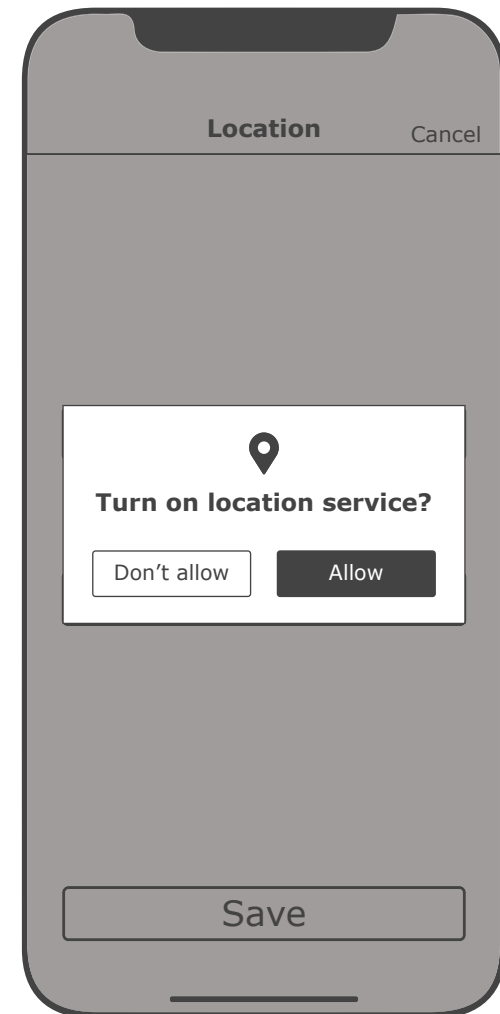 Location
Cancel
Turn on location service?
Don’t allow
Allow
Save